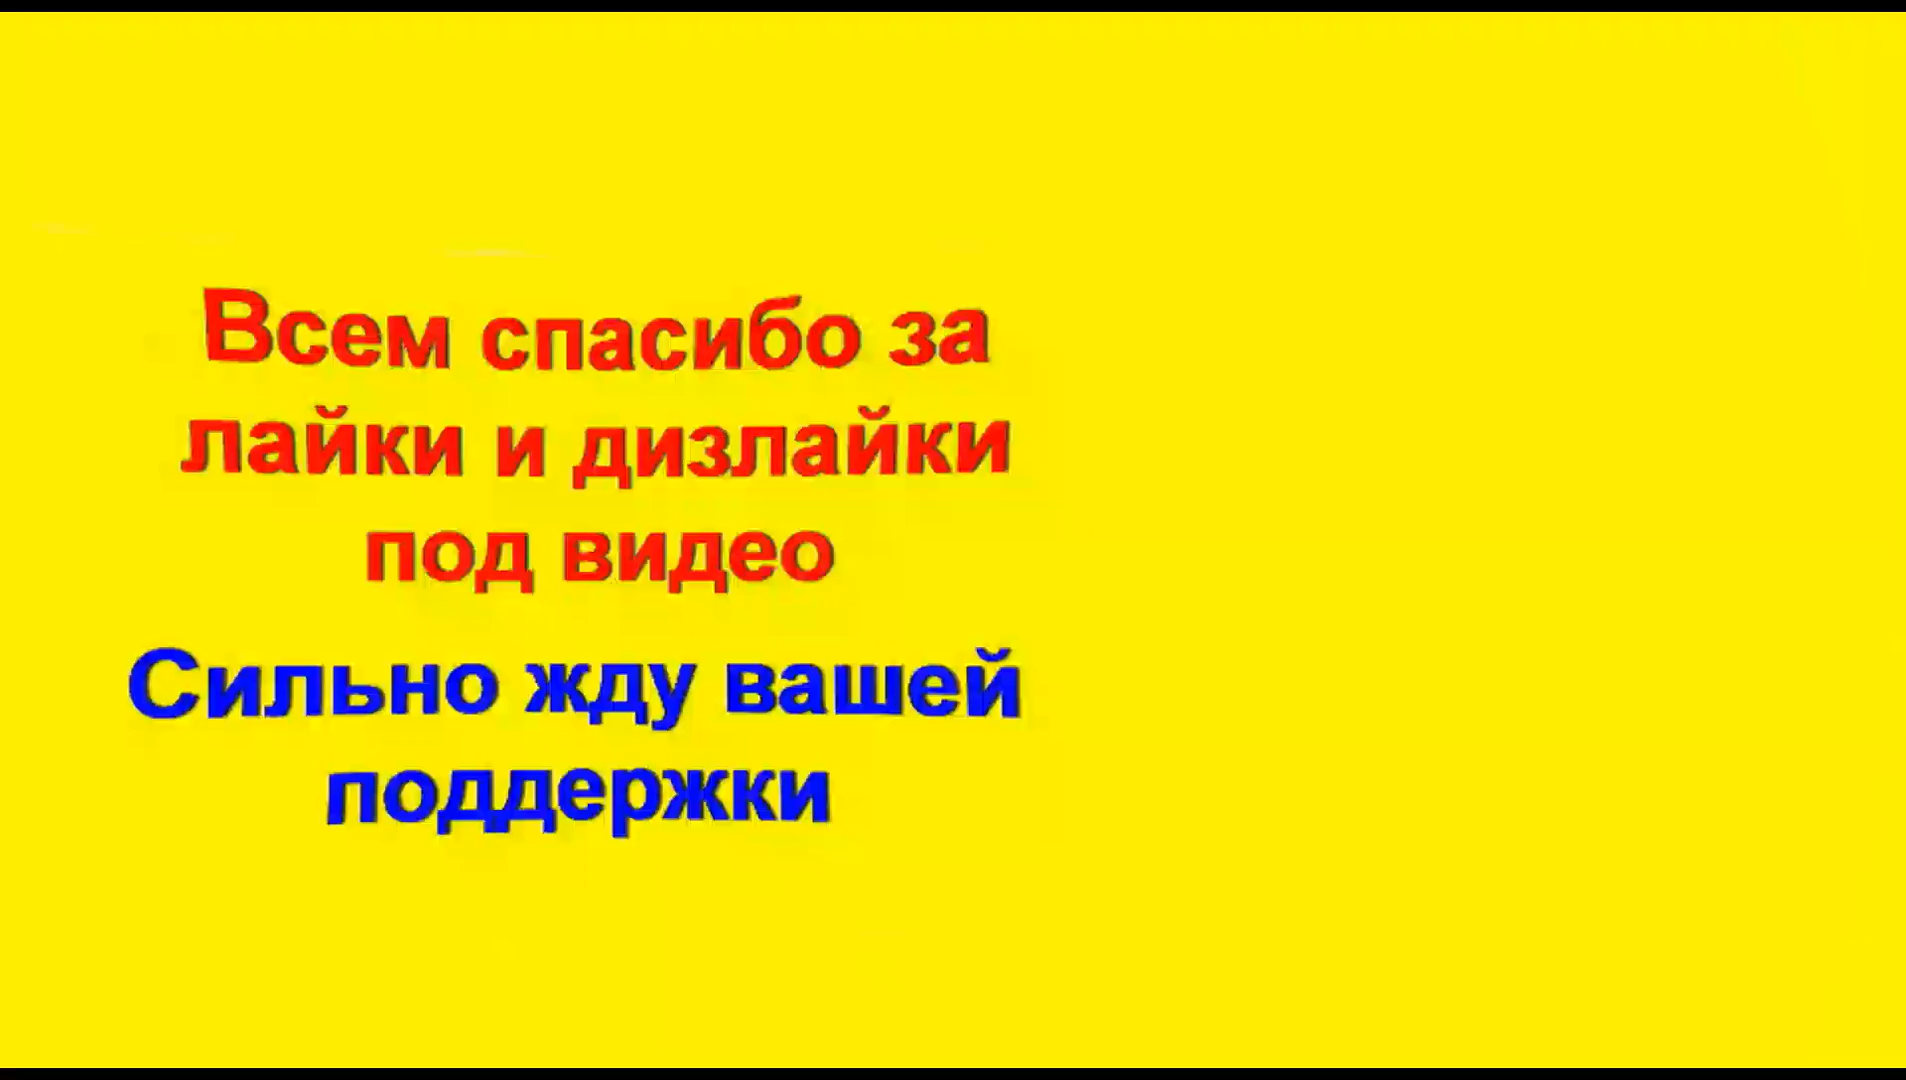 Всем спасибо за
лайки и дизлайки
под видео
Сильно жду вашей
поддержки